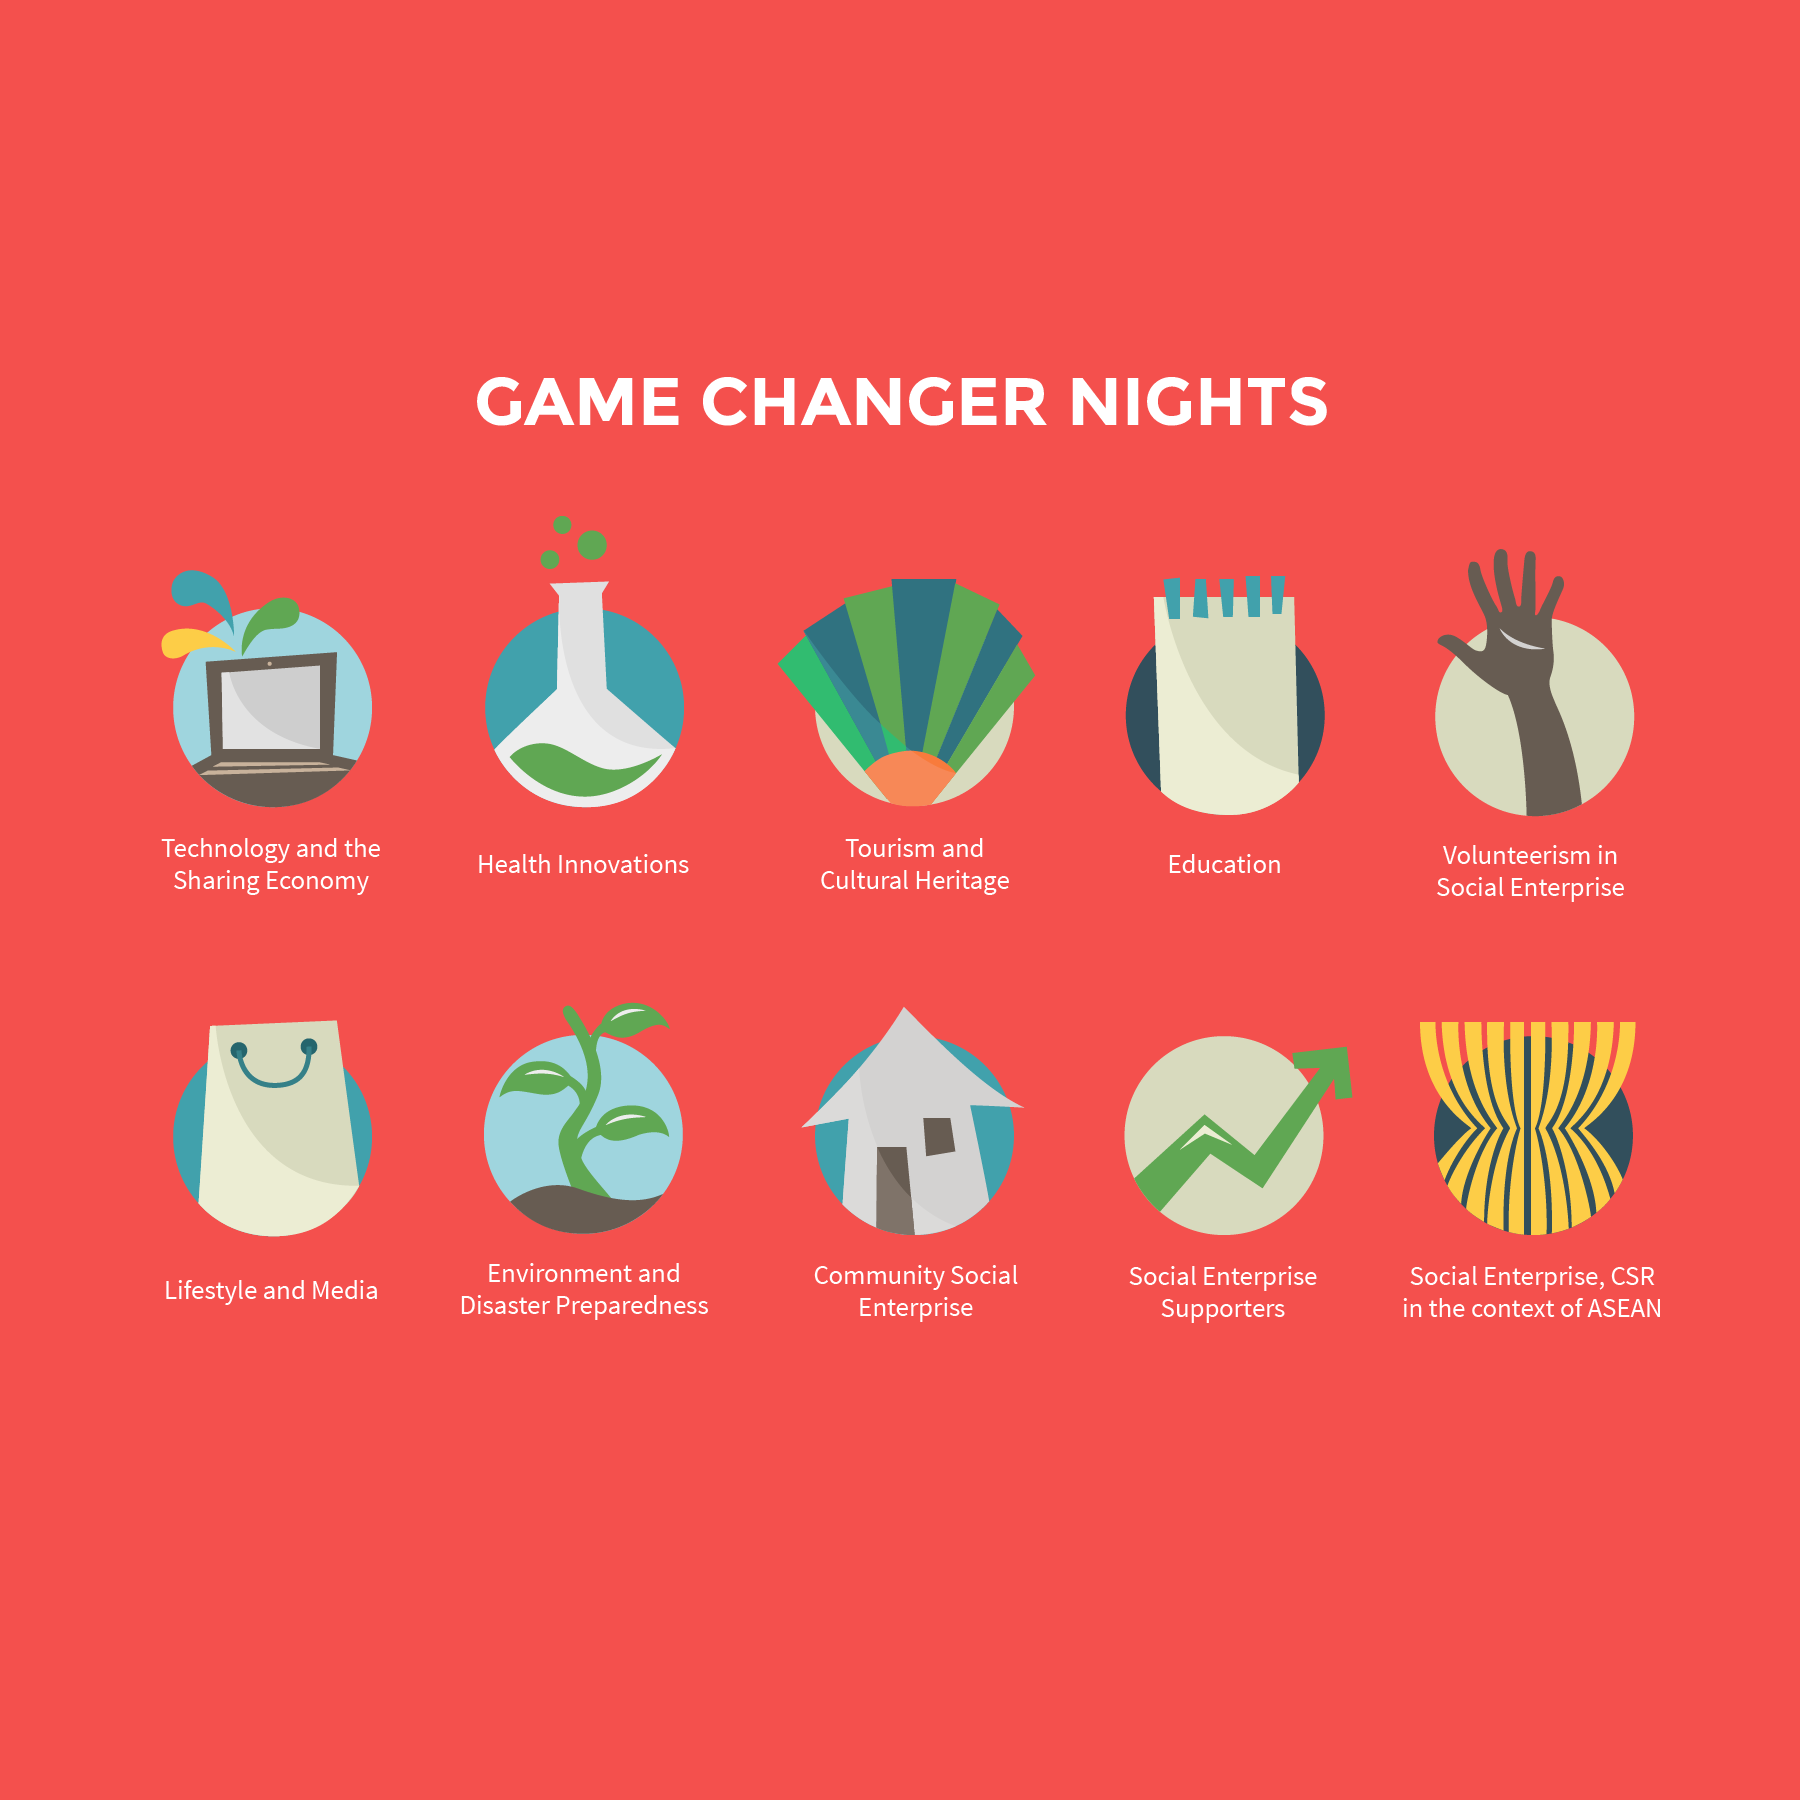 GAME CHANGER NIGHTS
Technology and the
Sharing Economy
Health Innovations
Tourism and
Cultural Heritage
Education
Volunteerism in
Social Enterprise
Lifestyle and Media
Environment and
Disaster Preparedness
Community Social
Enterprise
Social Enterprise
Supporters
Social Enterprise, CSR
in the context of ASEAN